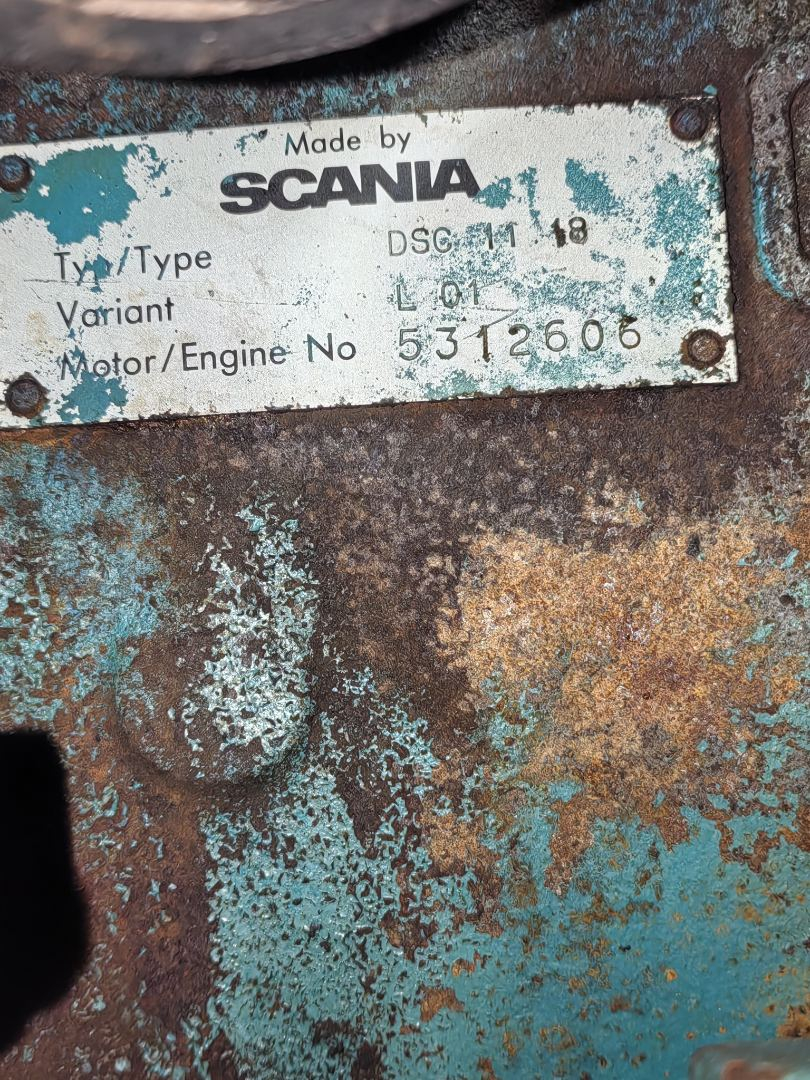 Made by
SCANIA
Typ/Type DSC 11 18
Variant L 01
Motor/Engine No 5312606